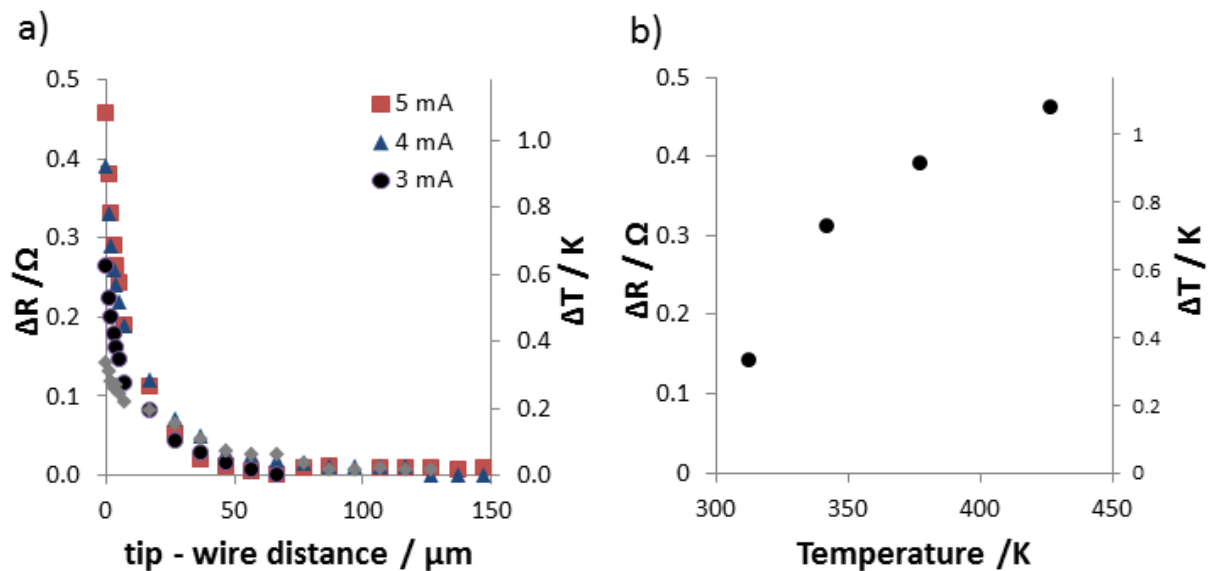 a)
0.5
0.4
0.3
0.2
0.1
0.0
ΔR /Ω
0
50
100
150
tip - wire distance / µm
5 mA
4 mA
3 mA
1.0
0.8
0.6
0.4
0.2
0.0
ΔT / K
b)
0.5
0.4
0.3
0.2
0.1
0
ΔR / Ω
300
350
400
450
Temperature /K
1
0.8
0.6
0.4
0.2
0
ΔT / K